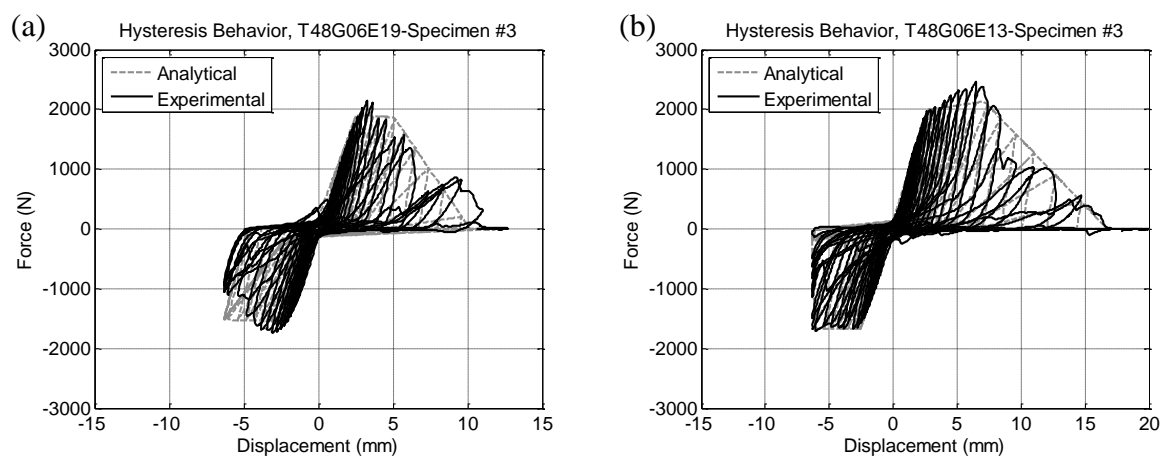 (a)
Hysteresis Behavior, T48G06E19-Specimen #3
3000
2000
1000
0
-1000
-2000
-3000
Force (N)
Analytical
Experimental
-15 -10 -5 0 5 10 15
Displacement (mm)
(b)
Hysteresis Behavior, T48G06E13-Specimen #3
3000
2000
1000
0
-1000
-2000
-3000
Force (N)
Analytical
Experimental
-15 -10 -5 0 5 10 15 20
Displacement (mm)